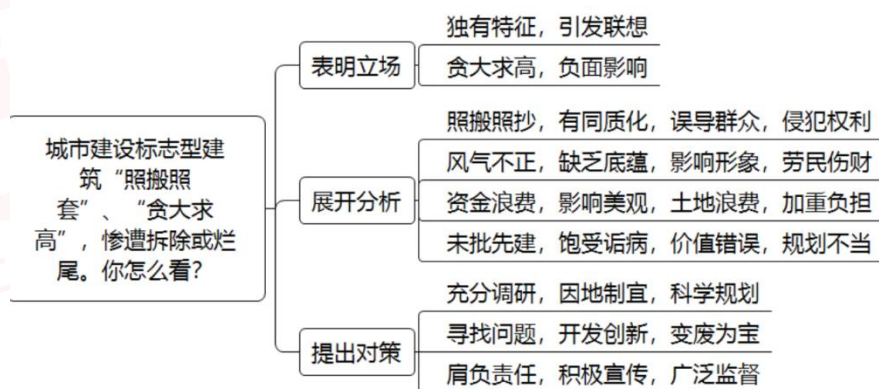 城市建设标志型建
筑“照搬照
套”、“贪大求
高”，惨遭拆除或烂
尾。你怎么看？
表明立场
独有特征，引发联想
贪大求高，负面影响
展开分析
照搬照抄，有同质化，误导群众，侵犯权利
风气不正，缺乏底蕴，影响形象，劳民伤财
资金浪费，影响美观，土地浪费，加重负担
未批先建，饱受诟病，价值错误，规划不当
提出对策
充分调研，因地制宜，科学规划
寻找问题，开发创新，变废为宝
肩负责任，积极宣传，广泛监督